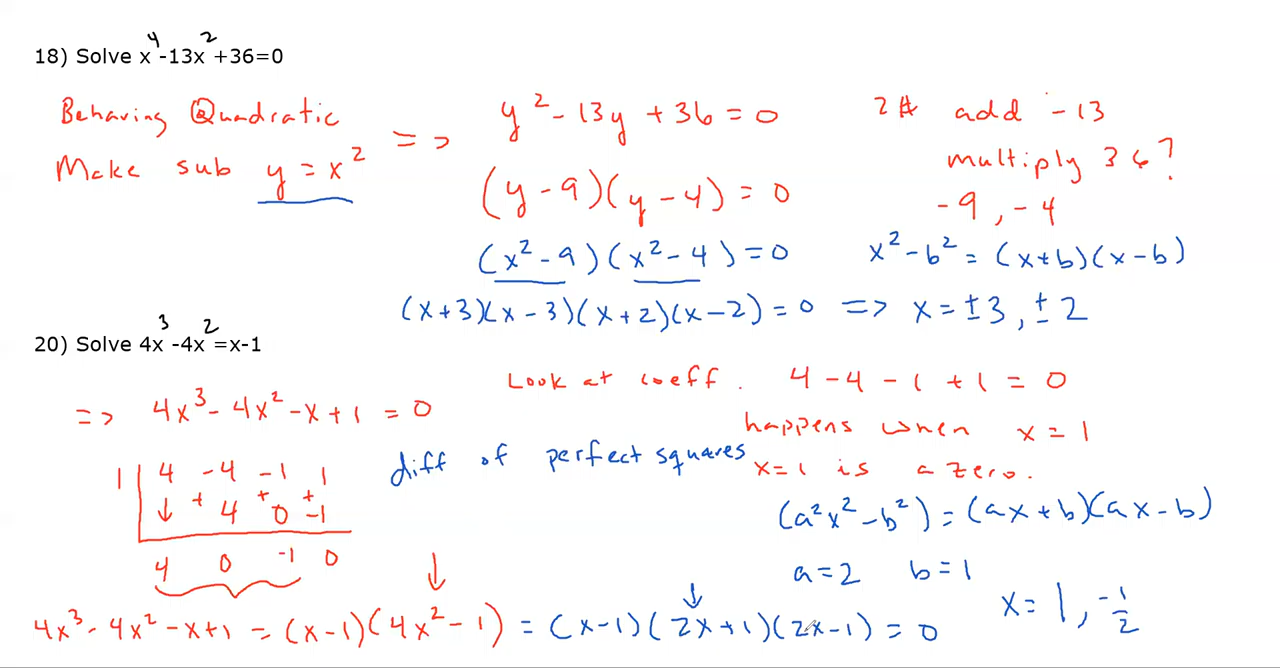 18) Solve x⁴-13x²+36=0
Behaving Quadratic
Make sub y = x²
=> y² - 13y + 36 = 0
(y - 9)(y - 4) = 0
(x² - 9)(x² - 4) = 0
(x+3)(x-3)(x+2)(x-2) = 0 => x = ±3, ±2
2 # add -13
multiply 36?
-9, -4
x² - b² = (x+b)(x-b)
20) Solve 4x³-4x²=x-1
=> 4x³ - 4x² - x + 1 = 0
Look at coeff. 4 - 4 - 1 + 1 = 0
happens when x = 1
x = 1 is a zero.
1 | 4 -4 -1 1
↓ + 4 + 0 + -1
4 0 -1 0
diff of perfect squares
(a²x² - b²) = (ax+b)(ax-b)
a = 2 b = 1
↓ ↓
4x³ - 4x² - x + 1 = (x-1)(4x² - 1) = (x-1)(2x+1)(2x-1) = 0
x = 1, -1/2